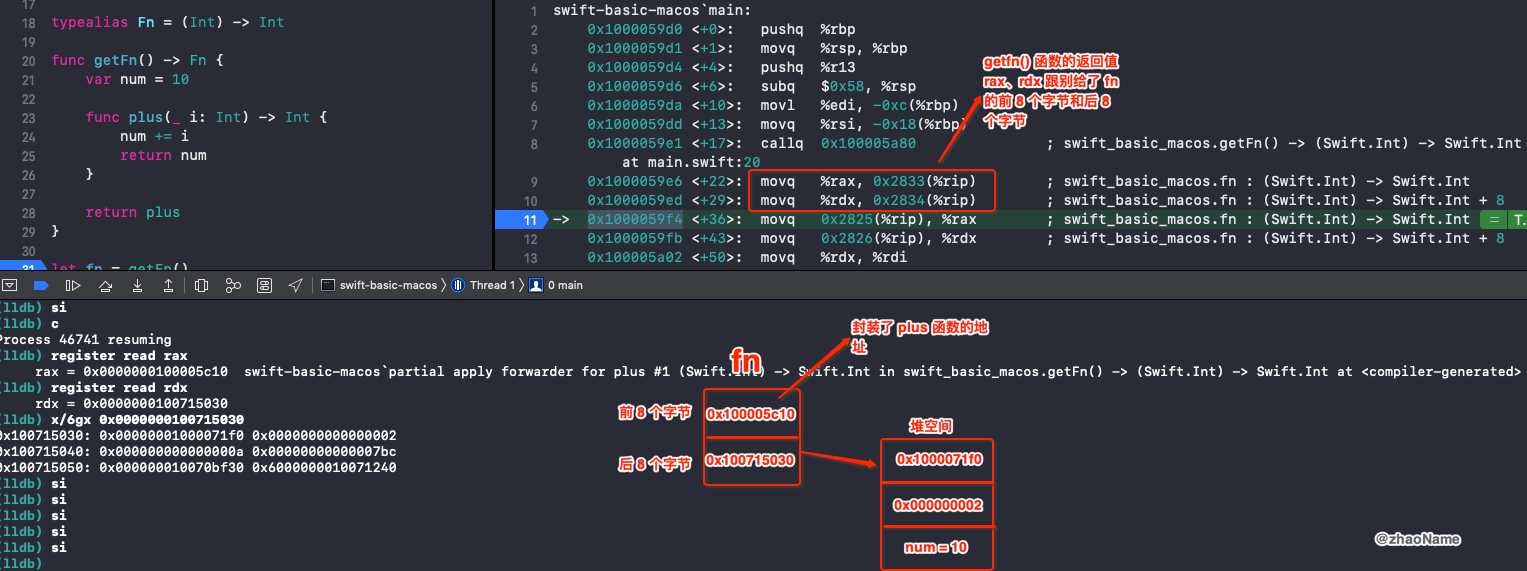 17
18 typealias Fn = (Int) -> Int
19
20 func getFn() -> Fn {
21 var num = 10
22
23 func plus(_ i: Int) -> Int {
24 num += i
25 return num
26 }
27
28 return plus
29 }
30
31 let fn = getFn()
1 swift-basic-macos`main:
2 0x1000059d0 <+0>: pushq %rbp
3 0x1000059d1 <+1>: movq %rsp, %rbp
4 0x1000059d4 <+4>: pushq %r13
5 0x1000059d6 <+6>: subq $0x58, %rsp
6 0x1000059da <+10>: movl %edi, -0xc(%rbp)
7 0x1000059dd <+13>: movq %rsi, -0x18(%rbp)
8 0x1000059e1 <+17>: callq 0x100005a80 ; swift_basic_macos.getFn() -> (Swift.Int) -> Swift.Int
at main.swift:20
9 0x1000059e6 <+22>: movq %rax, 0x2833(%rip) ; swift_basic_macos.fn : (Swift.Int) -> Swift.Int
10 0x1000059ed <+29>: movq %rdx, 0x2834(%rip) ; swift_basic_macos.fn : (Swift.Int) -> Swift.Int + 8
11 -> 0x1000059f4 <+36>: movq 0x2825(%rip), %rax ; swift_basic_macos.fn : (Swift.Int) -> Swift.Int = T.
12 0x1000059fb <+43>: movq 0x2826(%rip), %rdx ; swift_basic_macos.fn : (Swift.Int) -> Swift.Int + 8
13 0x100005a02 <+50>: movq %rdx, %rdi
getfn() 函数的返回值
rax、rdx 跟别给了 fn
的前 8 个字节和后 8
个字节
swift-basic-macos Thread 1 0 main
(lldb) si
(lldb) c
Process 46741 resuming
(lldb) register read rax
rax = 0x0000000100005c10 swift-basic-macos`partial apply forwarder for plus #1 (Swift.Int) -> Swift.Int in swift_basic_macos.getFn() -> (Swift.Int) -> Swift.Int at <compiler-generated>
(lldb) register read rdx
rdx = 0x0000000100715030
(lldb) x/6gx 0x0000000100715030
0x100715030: 0x00000001000071f0 0x0000000000000002
0x100715040: 0x000000000000000a 0x00000000000007bc
0x100715050: 0x000000010070bf30 0x6000000010071240
(lldb) si
(lldb) si
(lldb) si
(lldb) si
(lldb) si
(lldb)
封装了 plus 函数的地
址
fn
前 8 个字节
0x100005c10
后 8 个字节
0x100715030
堆空间
0x1000071f0
0x000000002
num = 10
@zhaoName